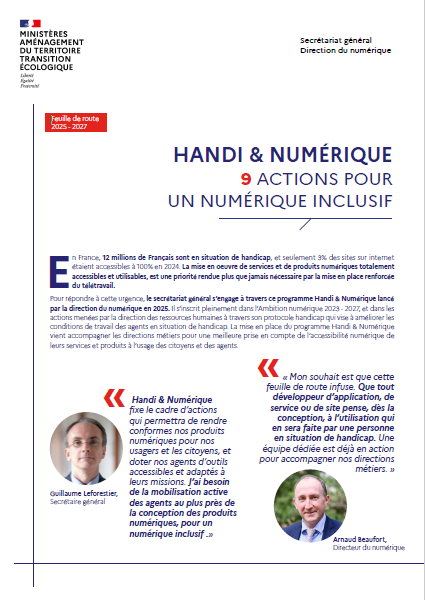 MINISTÈRES
AMÉNAGEMENT
DU TERRITOIRE
TRANSITION
ÉCOLOGIQUE
Liberté
Égalité
Fraternité
Secrétariat général
Direction du numérique
Feuille de route
2025 - 2027
HANDI & NUMÉRIQUE
9 ACTIONS POUR
UN NUMÉRIQUE INCLUSIF
En France, 12 millions de Français sont en situation de handicap, et seulement 3% des sites sur internet
étaient accessibles à 100% en 2024. La mise en oeuvre de services et de produits numériques totalement
accessibles et utilisables, est une priorité rendue plus que jamais nécessaire par la mise en place renforcée
du télétravail.
Pour répondre à cette urgence, le secrétariat général s'engage à travers ce programme Handi & Numérique lancé
par la direction du numérique en 2025. Il s'inscrit pleinement dans l'Ambition numérique 2023 - 2027, et dans les
actions menées par la direction des ressources humaines à travers son protocole handicap qui vise à améliorer les
conditions de travail des agents en situation de handicap. La mise en place du programme Handi & Numérique
vient accompagner les directions métiers pour une meilleure prise en compte de l'accessibilité numérique de
leurs services et produits à l'usage des citoyens et des agents.
« Handi & Numérique
fixe le cadre d'actions
qui permettra de rendre
conformes nos produits
numériques pour nos
usagers et les citoyens, et
doter nos agents d'outils
accessibles et adaptés à
leurs missions. J'ai besoin
de la mobilisation active
des agents au plus près de
la conception des produits
numériques, pour un
numérique inclusif .»
Guillaume Leforestier,
Secrétaire général
«
« Mon souhait est que cette
feuille de route infuse. Que tout
développeur d'application, de
service ou de site pense, dès la
conception, à l'utilisation qui
en sera faite par une personne
en situation de handicap. Une
équipe dédiée est déjà en action
pour accompagner nos directions
métiers. »
Arnaud Beaufort,
Directeur du numérique